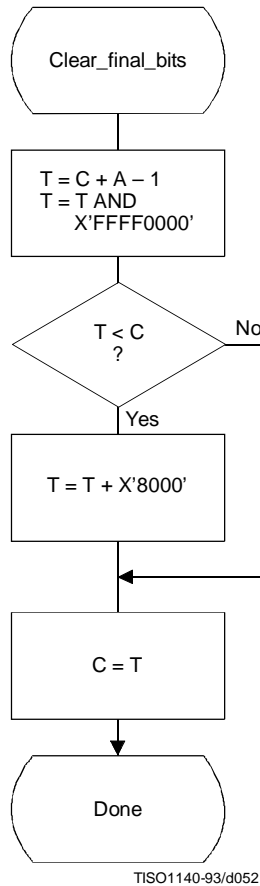 Clear_final_bits
T = C + A – 1
T = T AND
X'FFFF0000'
T < C
?
No
Yes
T = T + X'8000'
C = T
Done
TISO1140-93/d052